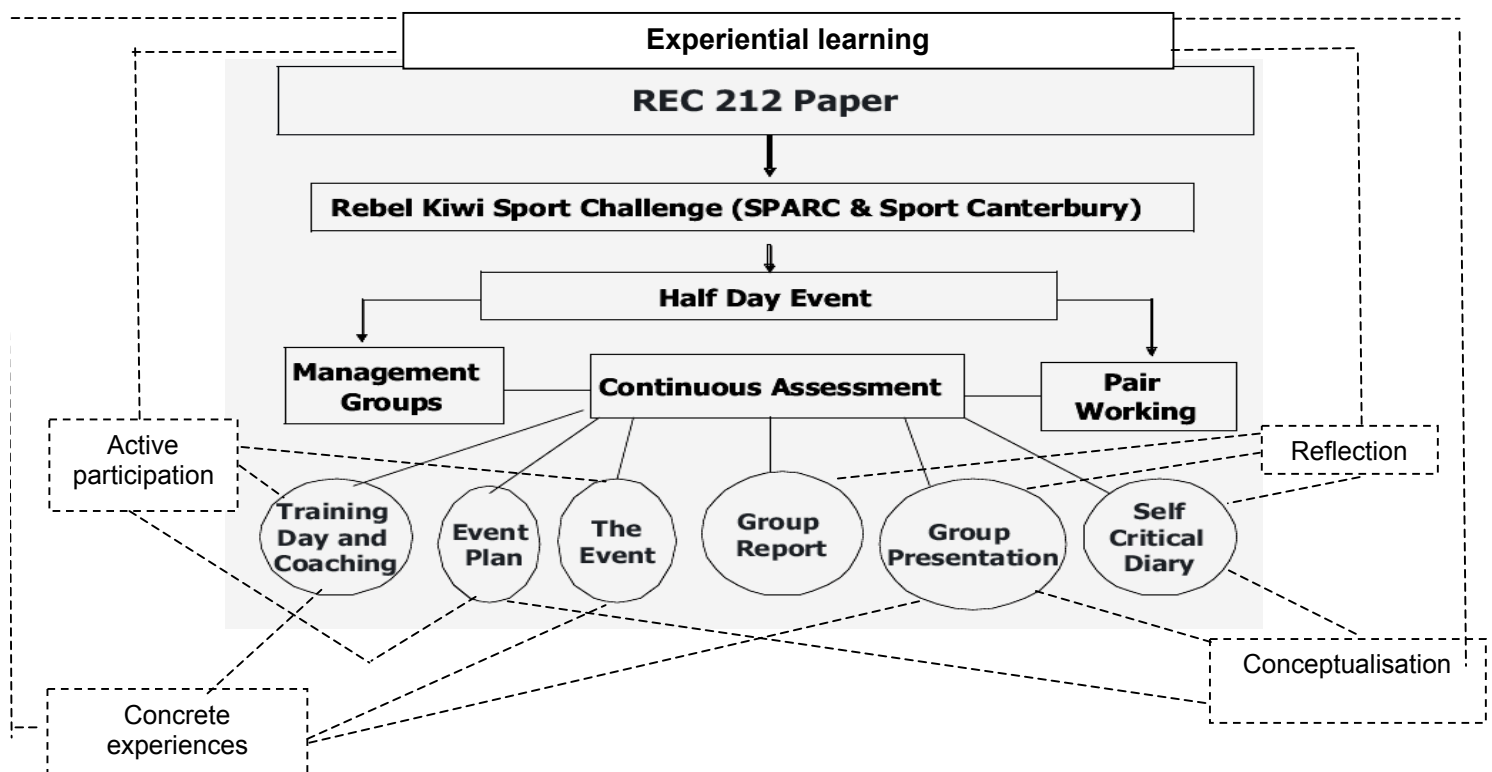 Experiential learning
REC 212 Paper
Rebel Kiwi Sport Challenge (SPARC & Sport Canterbury)
Half Day Event
Management
Groups
Continuous Assessment
Pair
Working
Active
participation
Reflection
Training
Day and
Coaching
Event
Plan
The
Event
Group
Report
Group
Presentation
Self
Critical
Diary
Conceptualisation
Concrete
experiences